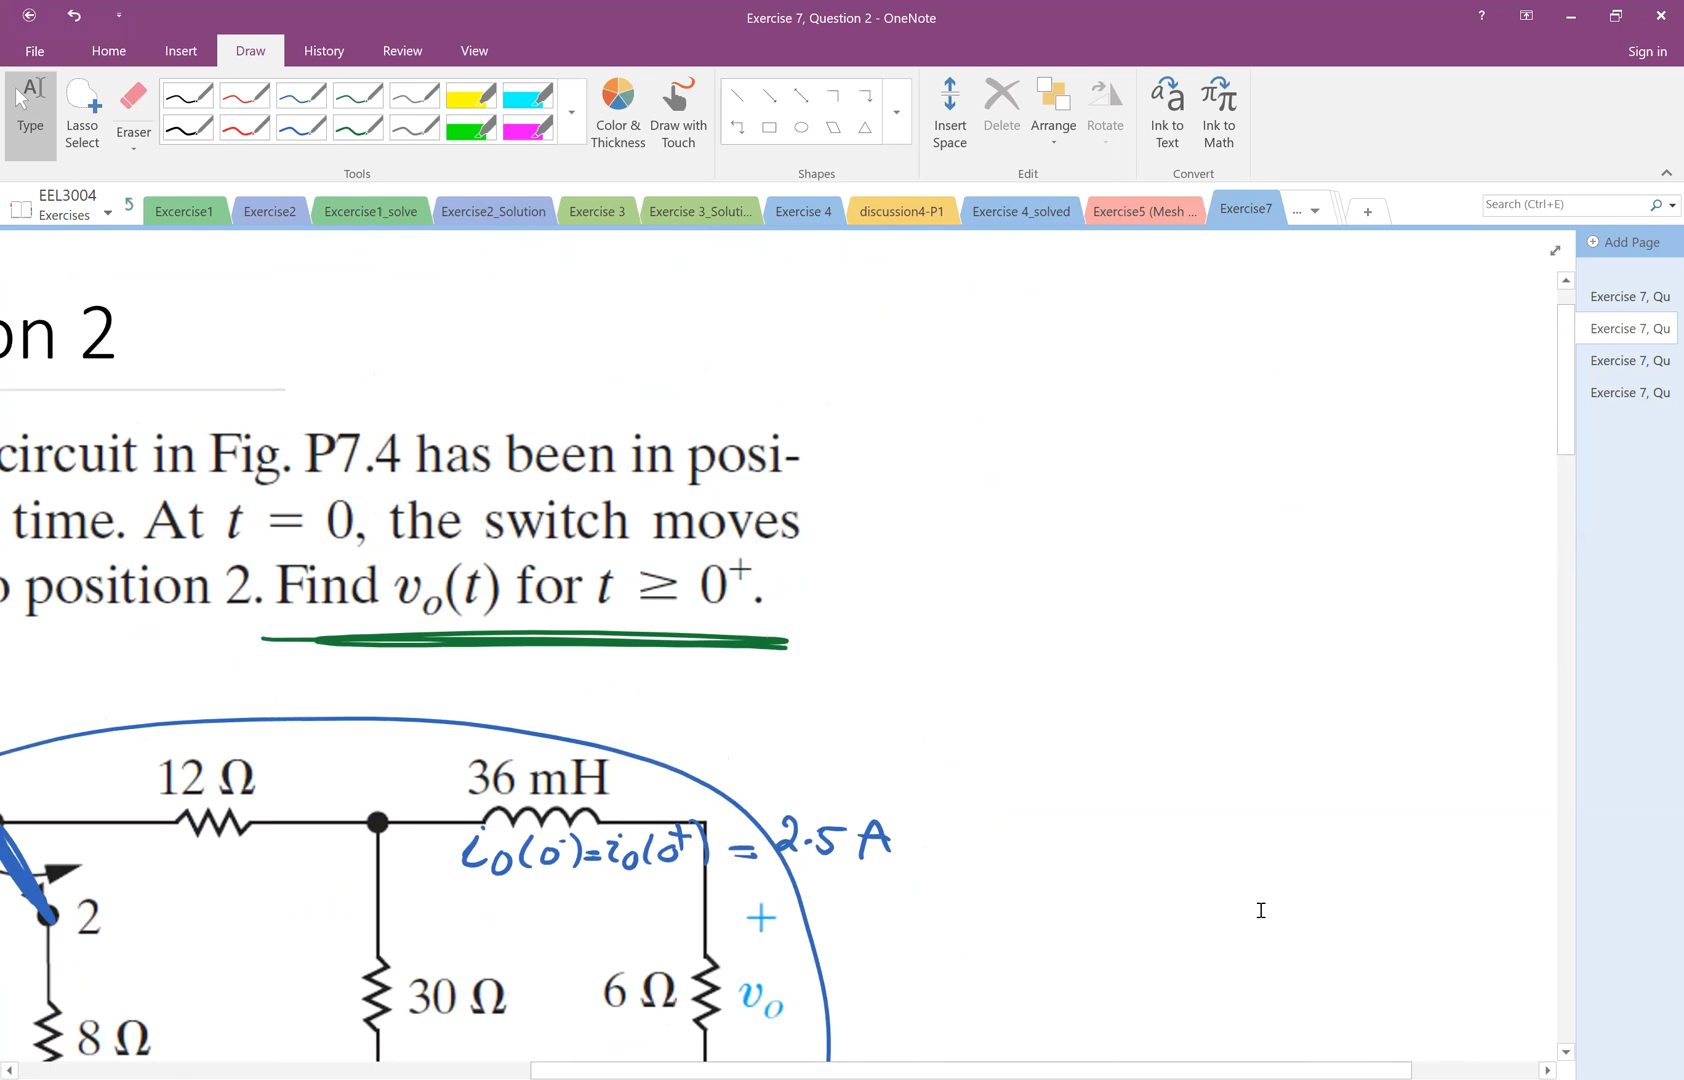 Exercise 7, Question 2 - OneNote
?
File Home Insert Draw History Review View
Sign in
Type
Lasso Select
Eraser
Color & Thickness
Draw with Touch
Insert Space
Delete
Arrange
Rotate
Ink to Text
Ink to Math
Tools
Shapes
Edit
Convert
EEL3004
Exercises
Excercise1
Exercise2
Excercise1_solve
Exercise2_Solution
Exercise 3
Exercise 3_Soluti...
Exercise 4
discussion4-P1
Exercise 4_solved
Exercise5 (Mesh ...
Exercise7
...
+
Search (Ctrl+E)
Add Page
Exercise 7, Qu
Exercise 7, Qu
Exercise 7, Qu
Exercise 7, Qu
on 2
circuit in Fig. P7.4 has been in posi-
time. At t = 0, the switch moves
o position 2. Find vo(t) for t ≥ 0+.
12 Ω
36 mH
io(0-)=io(0+) = 2.5 A
2
+
30 Ω
6 Ω
vo
8 Ω